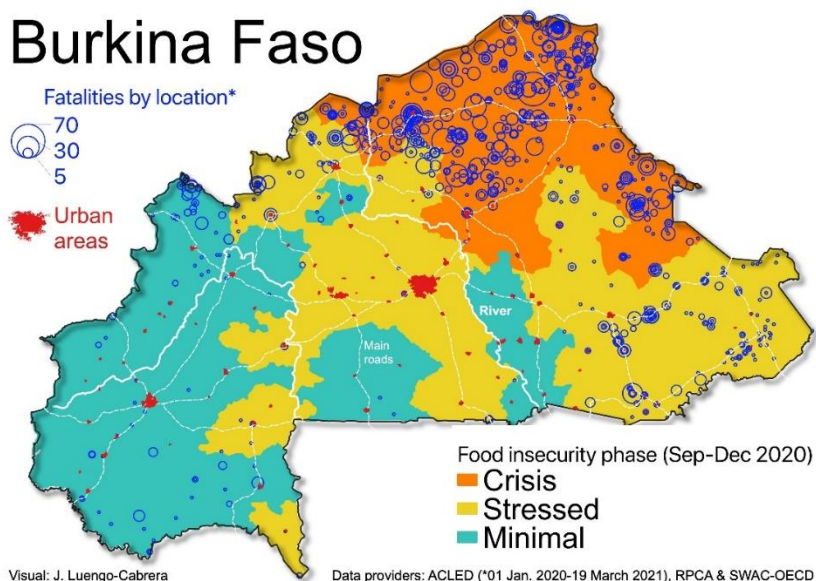 Burkina Faso
Fatalities by location*
70
30
5
Urban
areas
River
Main
roads
Food insecurity phase (Sep-Dec 2020)
Crisis
Stressed
Minimal
Visual: J. Luengo-Cabrera
Data providers: ACLED (*01 Jan. 2020-19 March 2021), RPCA & SWAC-OECD